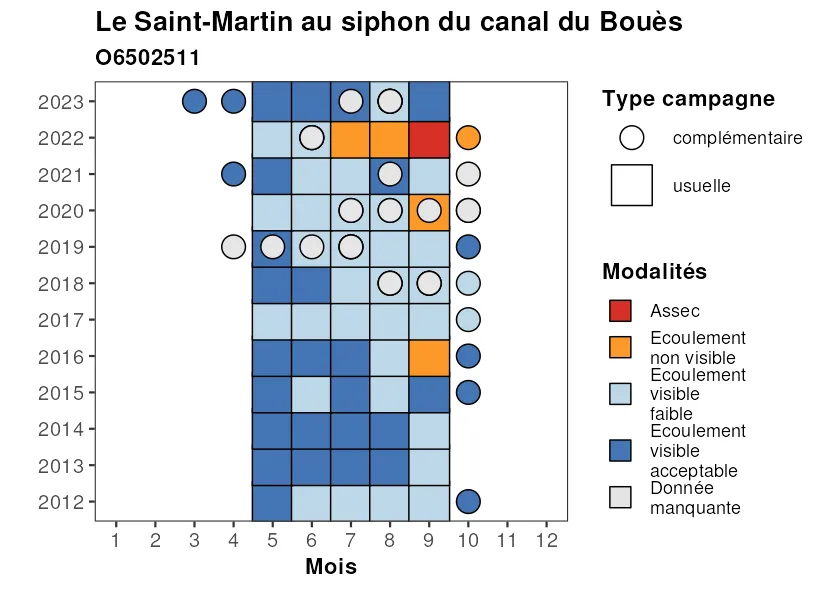 Le Saint-Martin au siphon du canal du Bouès
O6502511
2023
2022
2021
2020
2019
2018
2017
2016
2015
2014
2013
2012
1 2 3 4 5 6 7 8 9 10 11 12
Mois
Type campagne
complémentaire
usuelle
Modalités
Assec
Ecoulement
non visible
Ecoulement
visible
faible
Ecoulement
visible
acceptable
Donnée
manquante